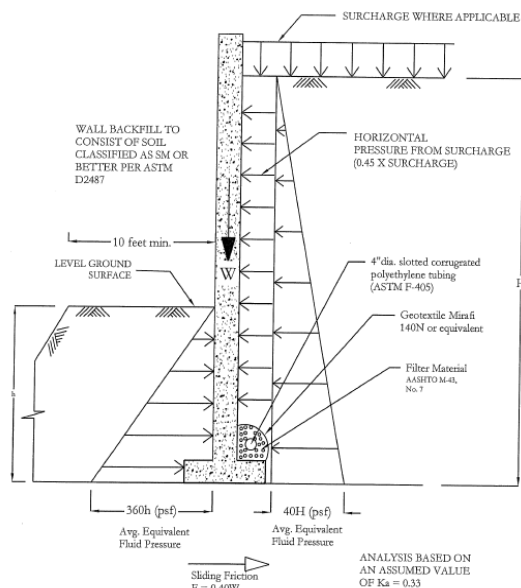 SURCHARGE WHERE APPLICABLE
WALL BACKFILL TO
CONSIST OF SOIL
CLASSIFIED AS SM OR
BETTER PER ASTM
D2487
HORIZONTAL
PRESSURE FROM SURCHARGE
(0.45 X SURCHARGE)
10 feet min.
LEVEL GROUND
SURFACE
W
4"dia. slotted corrugated
polyethylene tubing
(ASTM F-405)
Geotextile Mirafi
140N or equivalent
Filter Material
AASHTO M-43,
No. 7
360h (psf)
40H (psf)
Avg. Equivalent
Fluid Pressure
Avg. Equivalent
Fluid Pressure
Sliding Friction
F = 0.40W
ANALYSIS BASED ON
AN ASSUMED VALUE
OF Ka = 0.33